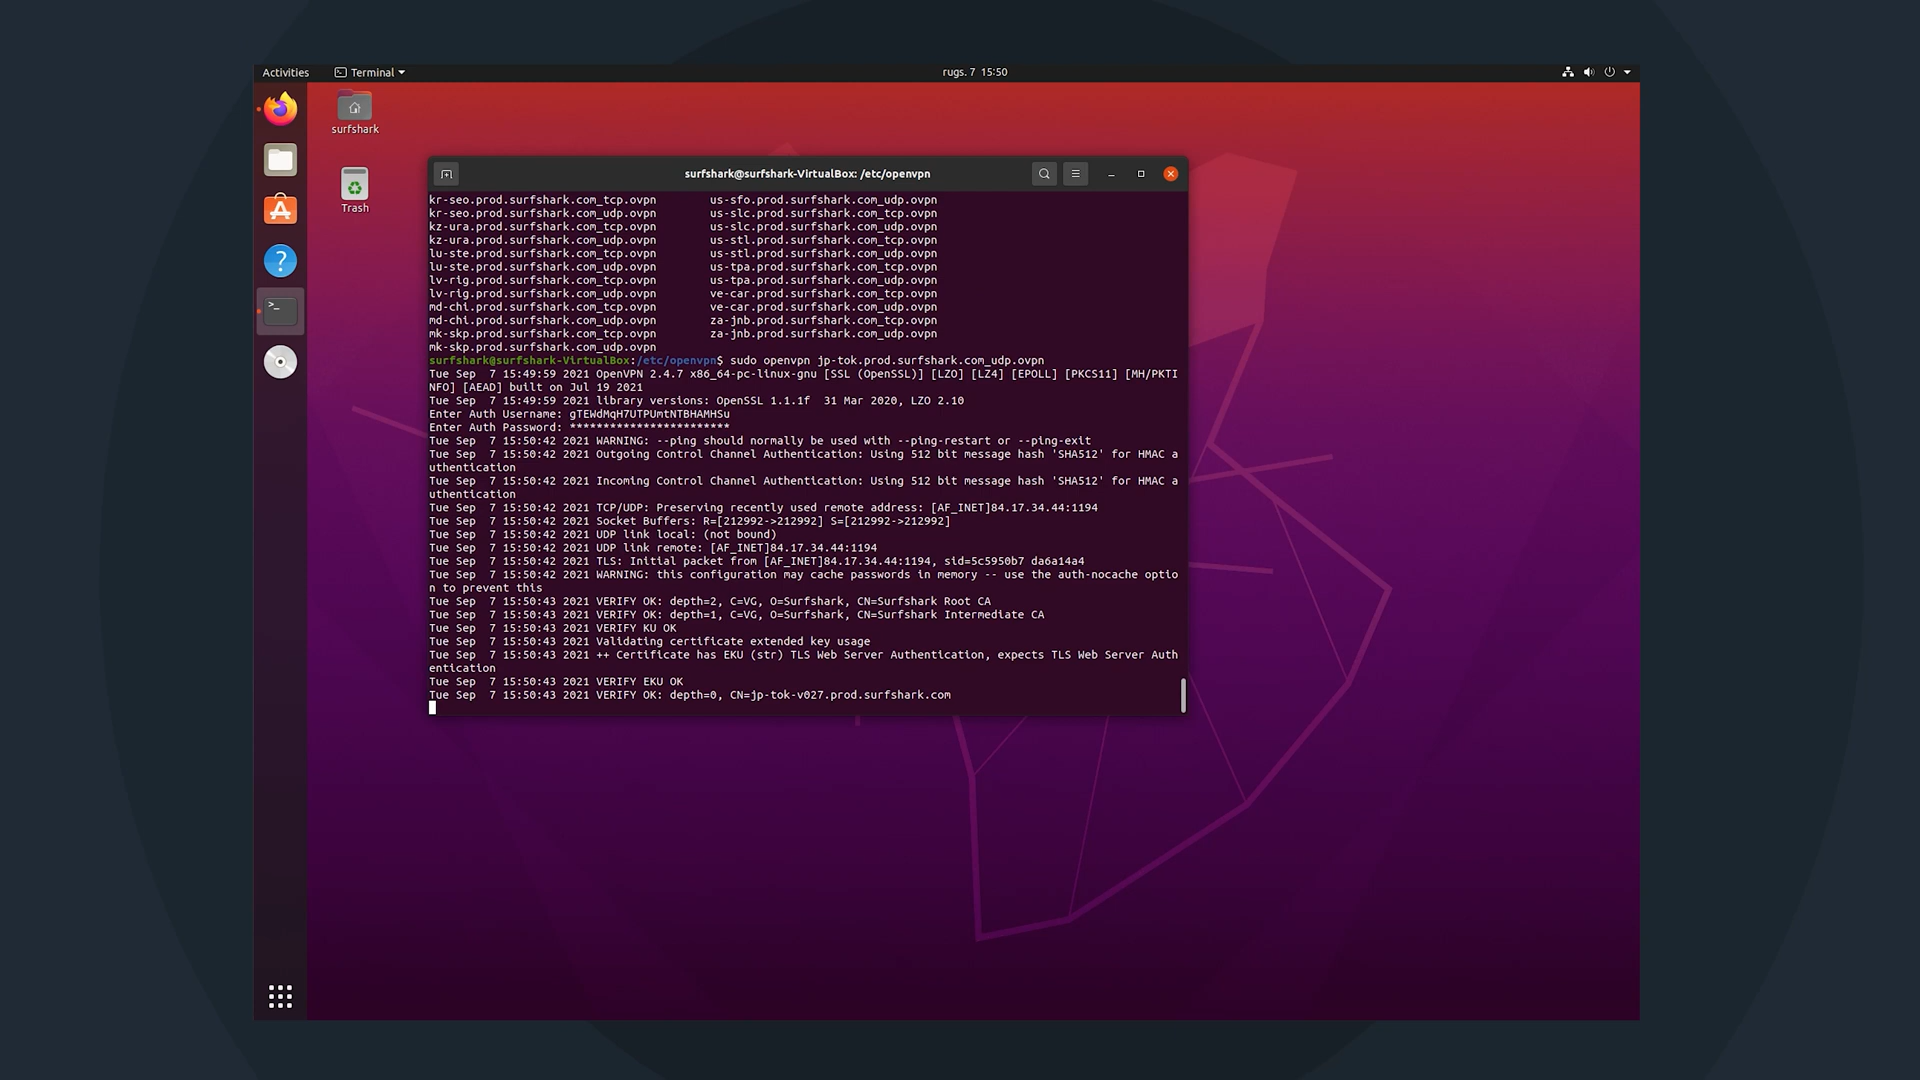 Activities Terminal rugs. 7 15:50
surfshark
Trash
surfshark@surfshark-VirtualBox: /etc/openvpn
kr-seo.prod.surfshark.com_tcp.ovpn us-sfo.prod.surfshark.com_udp.ovpn
kr-seo.prod.surfshark.com_udp.ovpn us-slc.prod.surfshark.com_tcp.ovpn
kz-ura.prod.surfshark.com_tcp.ovpn us-slc.prod.surfshark.com_udp.ovpn
kz-ura.prod.surfshark.com_udp.ovpn us-stl.prod.surfshark.com_tcp.ovpn
lu-ste.prod.surfshark.com_tcp.ovpn us-stl.prod.surfshark.com_udp.ovpn
lu-ste.prod.surfshark.com_udp.ovpn us-tpa.prod.surfshark.com_tcp.ovpn
lv-rig.prod.surfshark.com_tcp.ovpn us-tpa.prod.surfshark.com_udp.ovpn
lv-rig.prod.surfshark.com_udp.ovpn ve-car.prod.surfshark.com_tcp.ovpn
md-chi.prod.surfshark.com_tcp.ovpn ve-car.prod.surfshark.com_udp.ovpn
md-chi.prod.surfshark.com_udp.ovpn za-jnb.prod.surfshark.com_tcp.ovpn
mk-skp.prod.surfshark.com_tcp.ovpn za-jnb.prod.surfshark.com_udp.ovpn
mk-skp.prod.surfshark.com_udp.ovpn
surfshark@surfshark-VirtualBox:/etc/openvpn$ sudo openvpn jp-tok.prod.surfshark.com_udp.ovpn
Tue Sep 7 15:49:59 2021 OpenVPN 2.4.7 x86_64-pc-linux-gnu [SSL (OpenSSL)] [LZO] [LZ4] [EPOLL] [PKCS11] [MH/PKTI
NFO] [AEAD] built on Jul 19 2021
Tue Sep 7 15:49:59 2021 library versions: OpenSSL 1.1.1f 31 Mar 2020, LZO 2.10
Enter Auth Username: gTEWdMqH7UTPUmtNTBHAMHSu
Enter Auth Password: ************************
Tue Sep 7 15:50:42 2021 WARNING: --ping should normally be used with --ping-restart or --ping-exit
Tue Sep 7 15:50:42 2021 Outgoing Control Channel Authentication: Using 512 bit message hash 'SHA512' for HMAC a
uthentication
Tue Sep 7 15:50:42 2021 Incoming Control Channel Authentication: Using 512 bit message hash 'SHA512' for HMAC a
uthentication
Tue Sep 7 15:50:42 2021 TCP/UDP: Preserving recently used remote address: [AF_INET]84.17.34.44:1194
Tue Sep 7 15:50:42 2021 Socket Buffers: R=[212992->212992] S=[212992->212992]
Tue Sep 7 15:50:42 2021 UDP link local: (not bound)
Tue Sep 7 15:50:42 2021 UDP link remote: [AF_INET]84.17.34.44:1194
Tue Sep 7 15:50:42 2021 TLS: Initial packet from [AF_INET]84.17.34.44:1194, sid=5c5950b7 da6a14a4
Tue Sep 7 15:50:42 2021 WARNING: this configuration may cache passwords in memory -- use the auth-nocache optio
n to prevent this
Tue Sep 7 15:50:43 2021 VERIFY OK: depth=2, C=VG, O=Surfshark, CN=Surfshark Root CA
Tue Sep 7 15:50:43 2021 VERIFY OK: depth=1, C=VG, O=Surfshark, CN=Surfshark Intermediate CA
Tue Sep 7 15:50:43 2021 VERIFY KU OK
Tue Sep 7 15:50:43 2021 Validating certificate extended key usage
Tue Sep 7 15:50:43 2021 ++ Certificate has EKU (str) TLS Web Server Authentication, expects TLS Web Server Auth
entication
Tue Sep 7 15:50:43 2021 VERIFY EKU OK
Tue Sep 7 15:50:43 2021 VERIFY OK: depth=0, CN=jp-tok-v027.prod.surfshark.com